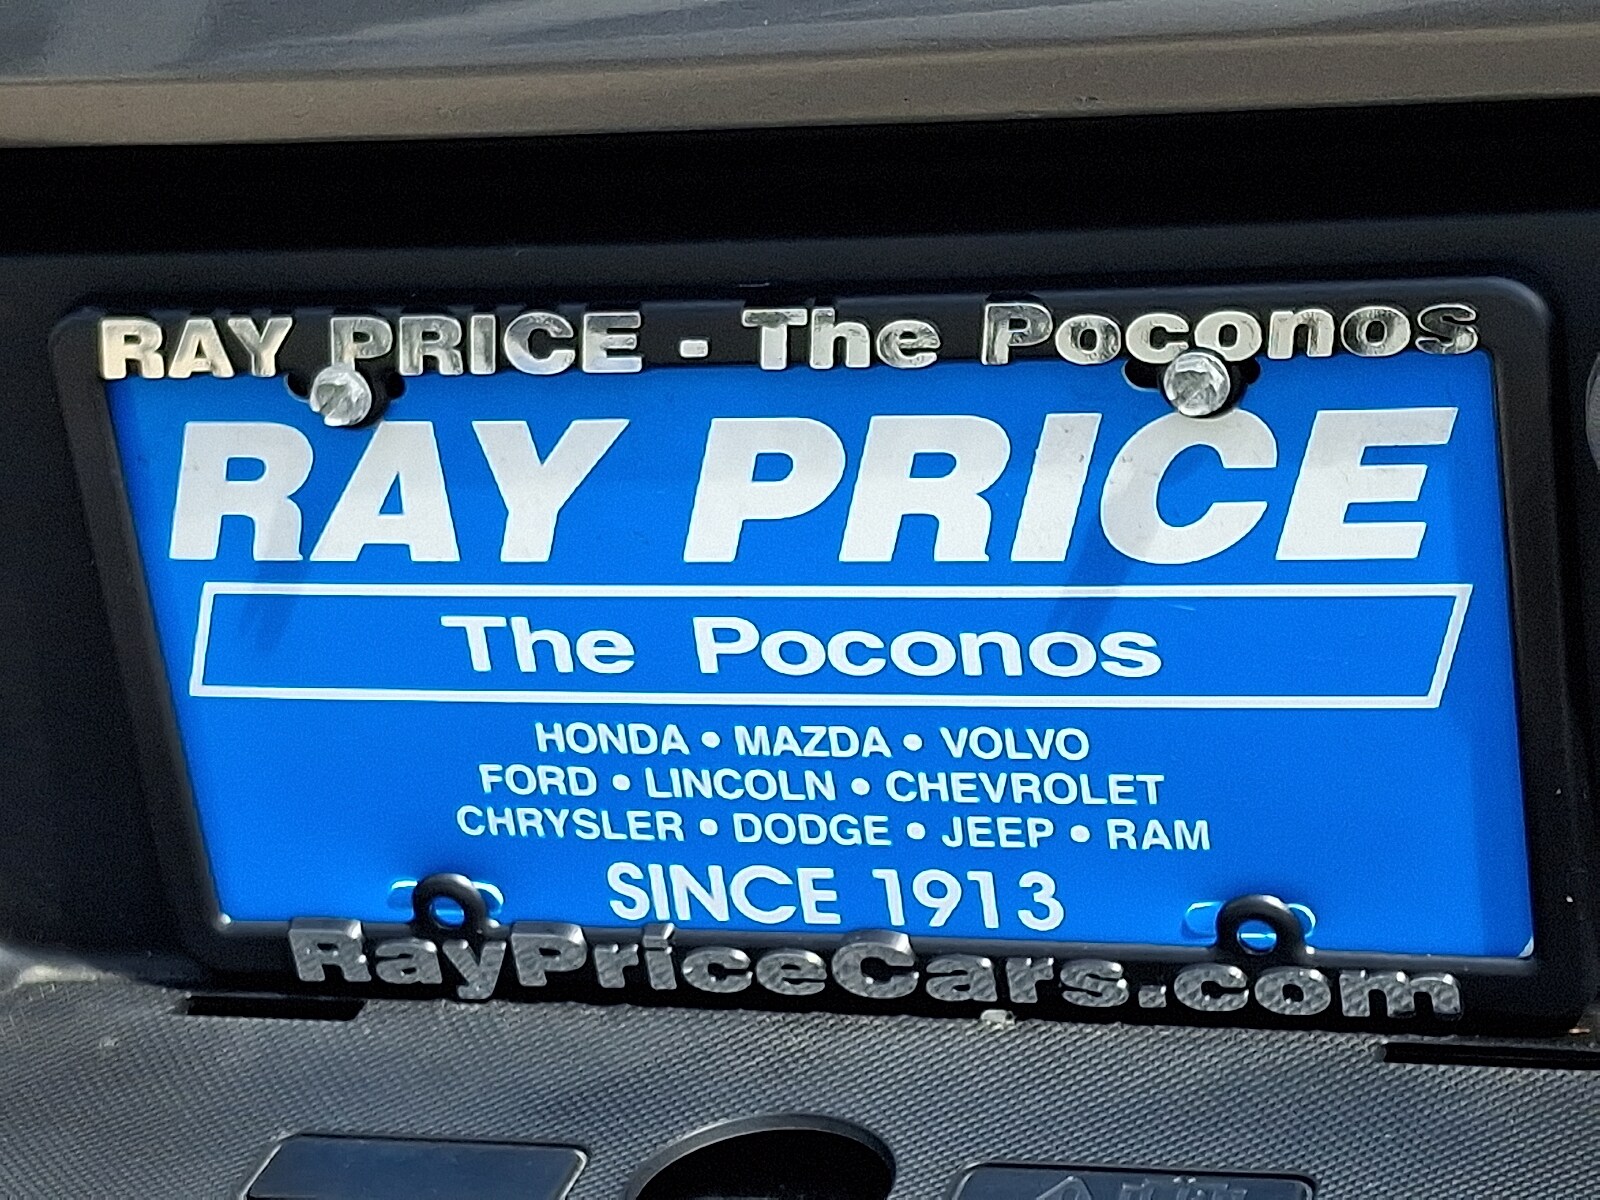 RAY PRICE - The Poconos
RAY PRICE
The Poconos
HONDA • MAZDA • VOLVO
FORD • LINCOLN • CHEVROLET
CHRYSLER • DODGE • JEEP • RAM
SINCE 1913
RayPriceCars.com